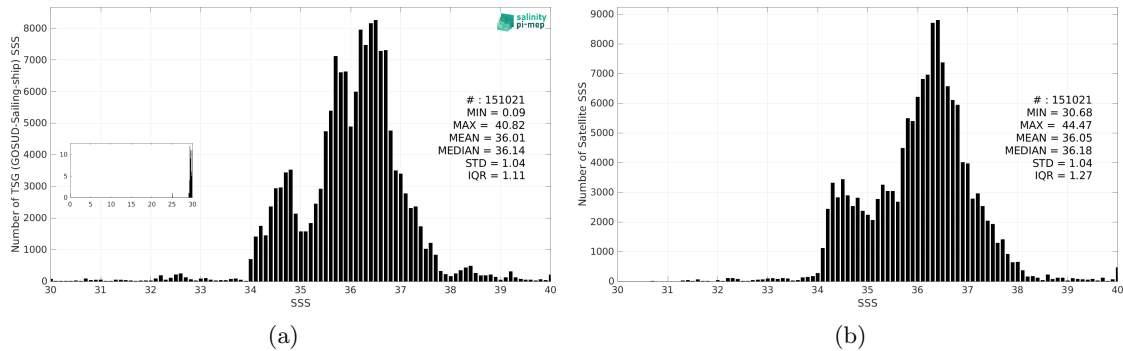 salinity
pi-mep
Number of TSG (GOSUD-Sailing-ship) SSS
8000
7000
6000
5000
4000
3000
2000
1000
0
# : 151021
MIN = 0.09
MAX = 40.82
MEAN = 36.01
MEDIAN = 36.14
STD = 1.04
IQR = 1.11
10
5
0
0 5 10 15 20 25 30
30 31 32 33 34 35 36 37 38 39 40
SSS
(a)
Number of Satellite SSS
9000
8000
7000
6000
5000
4000
3000
2000
1000
0
# : 151021
MIN = 30.68
MAX = 44.47
MEAN = 36.05
MEDIAN = 36.18
STD = 1.04
IQR = 1.27
30 31 32 33 34 35 36 37 38 39 40
SSS
(b)